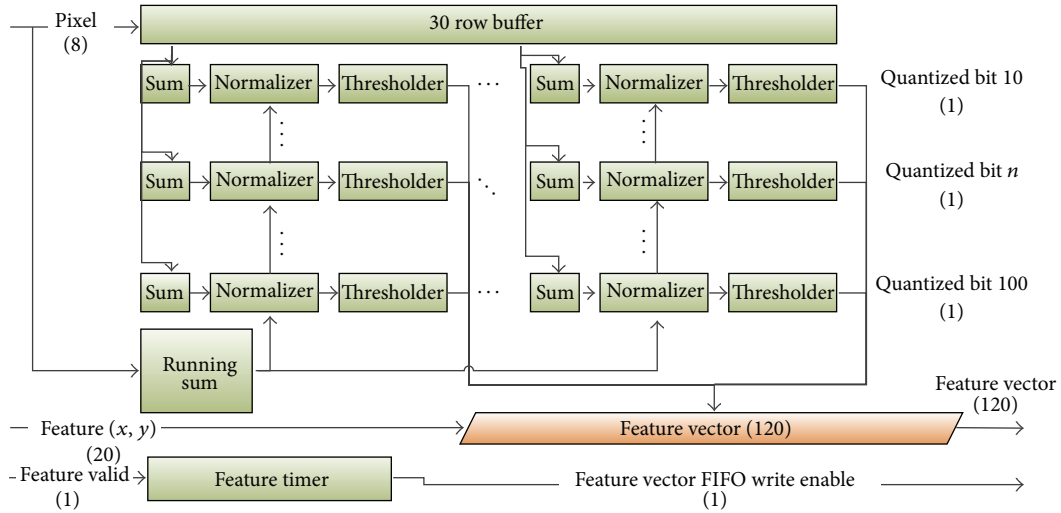 Pixel
(8)
30 row buffer
Sum Normalizer Thresholder ... Sum Normalizer Thresholder Quantized bit 10
(1)
Sum Normalizer Thresholder ... Sum Normalizer Thresholder Quantized bit n
(1)
Sum Normalizer Thresholder ... Sum Normalizer Thresholder Quantized bit 100
(1)
Running
sum
Feature vector
(120)
Feature (x, y)
(20)
Feature vector (120)
Feature valid
(1)
Feature timer
Feature vector FIFO write enable
(1)